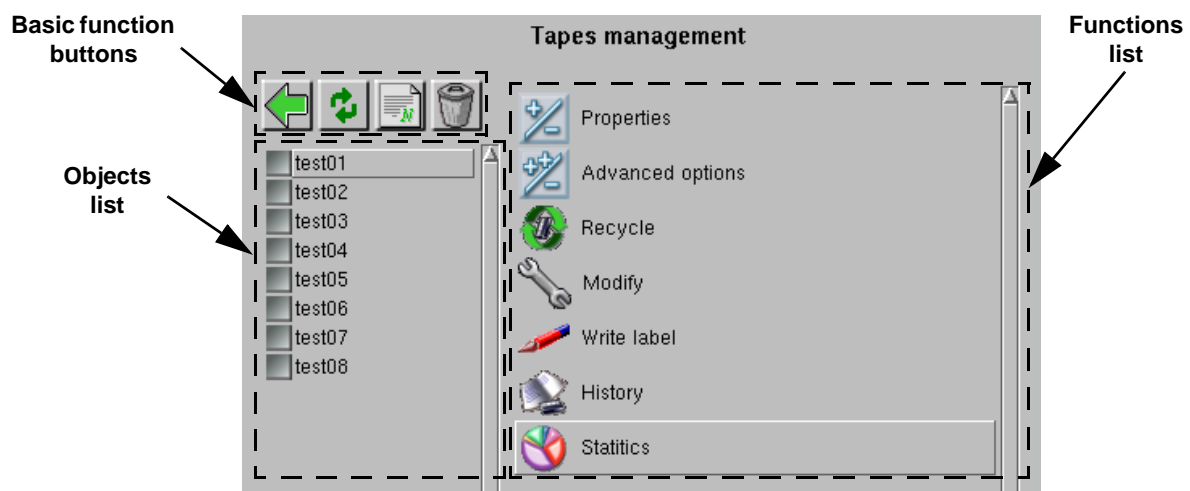 Basic function
buttons
Tapes management
Functions
list
N
Objects
list
test01
test02
test03
test04
test05
test06
test07
test08
Properties
Advanced options
Recycle
Modify
Write label
History
Statitics